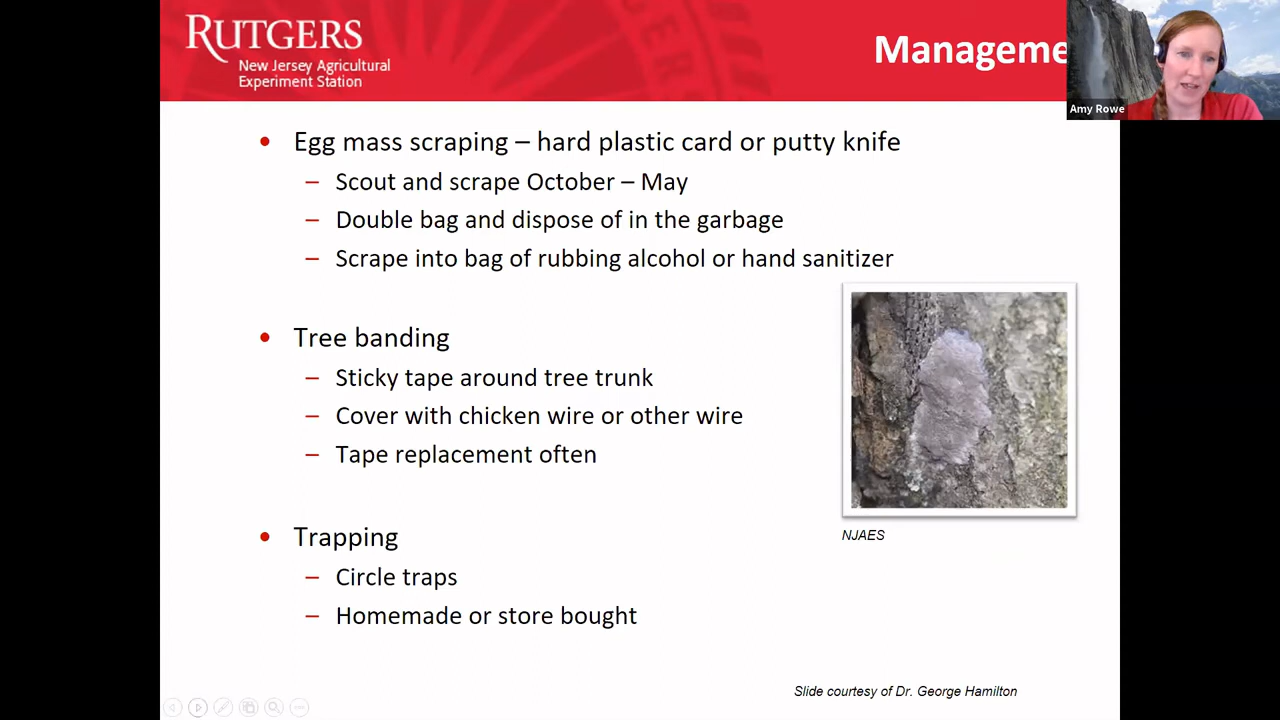 RUTGERS
New Jersey Agricultural
Experiment Station
Manageme
Amy Rowe
• Egg mass scraping – hard plastic card or putty knife
– Scout and scrape October – May
– Double bag and dispose of in the garbage
– Scrape into bag of rubbing alcohol or hand sanitizer
• Tree banding
– Sticky tape around tree trunk
– Cover with chicken wire or other wire
– Tape replacement often
NJAES
• Trapping
– Circle traps
– Homemade or store bought
Slide courtesy of Dr. George Hamilton